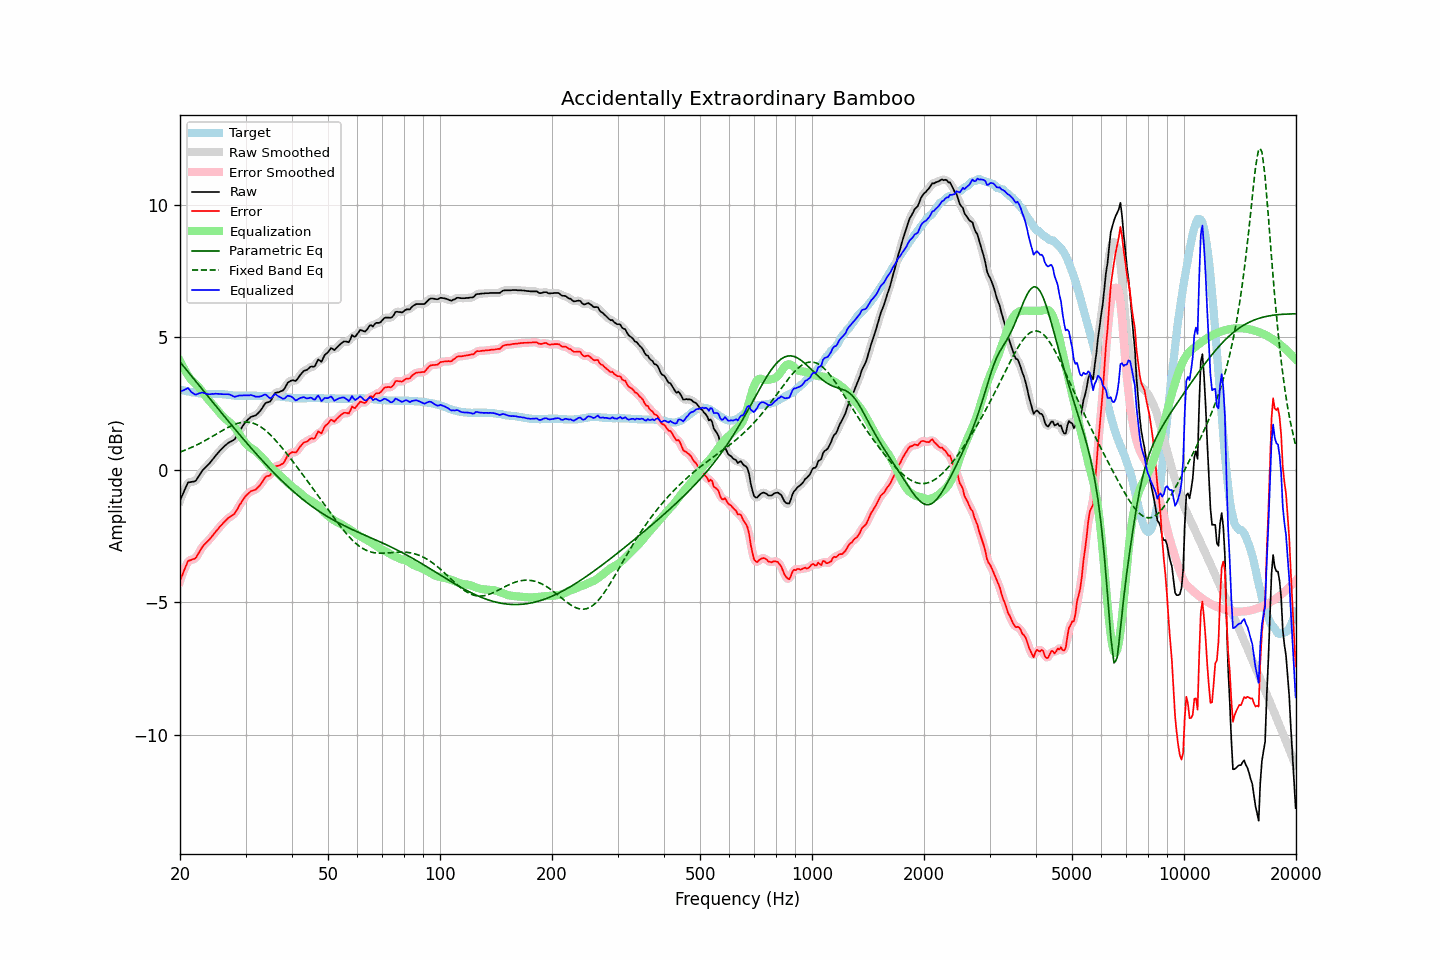 Accidentally Extraordinary Bamboo
Target
Raw Smoothed
Error Smoothed
Raw
Error
Equalization
Parametric Eq
Fixed Band Eq
Equalized
Amplitude (dBr)
10
5
0
−5
−10
20
50
100
200
500
1000
2000
5000
10000
20000
Frequency (Hz)